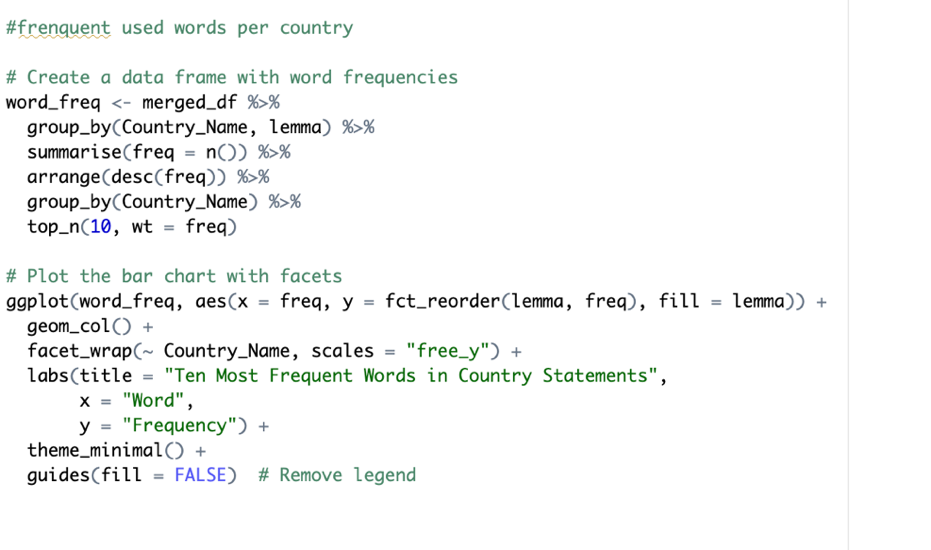 #frenquent used words per country
# Create a data frame with word frequencies
word_freq <- merged_df %>%
  group_by(Country_Name, lemma) %>%
  summarise(freq = n()) %>%
  arrange(desc(freq)) %>%
  group_by(Country_Name) %>%
  top_n(10, wt = freq)
# Plot the bar chart with facets
ggplot(word_freq, aes(x = freq, y = fct_reorder(lemma, freq), fill = lemma)) +
  geom_col() +
  facet_wrap(~ Country_Name, scales = "free_y") +
  labs(title = "Ten Most Frequent Words in Country Statements",
       x = "Word",
       y = "Frequency") +
  theme_minimal() +
  guides(fill = FALSE)  # Remove legend